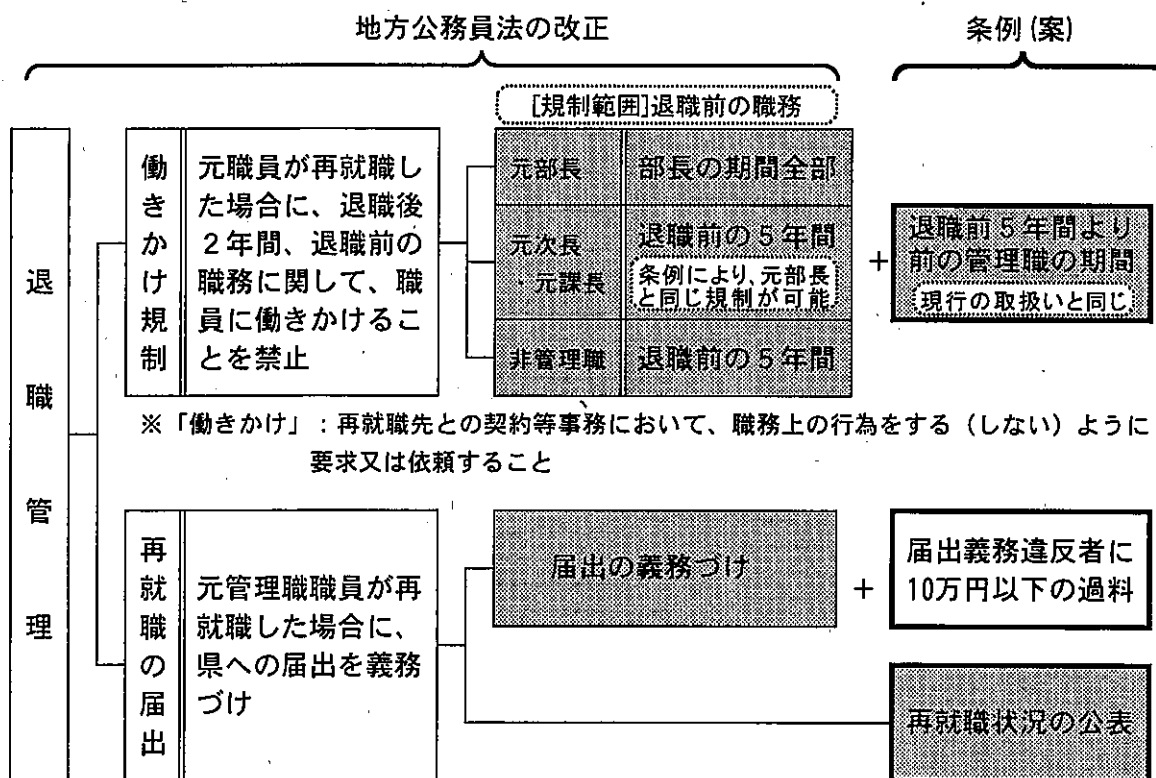 地方公務員法の改正
条例(案)
[規制範囲]退職前の職務
退職管理
働きかけ規制
元職員が再就職し
た場合に、退職後
2年間、退職前の
職務に関して、職
員に働きかけるこ
とを禁止
元部長
部長の期間全部
元次長
・元課長
退職前の5年間
条例により、元部長
と同じ規制が可能
非管理職
退職前の5年間
+
退職前5年間より
前の管理職の期間
現行の取扱いと同じ
※「働きかけ」:再就職先との契約等事務において、職務上の行為をする(しない)ように
要求又は依頼すること
再就職の届出
元管理職職員が再
就職した場合に、
県への届出を義務
づけ
届出の義務づけ
+
届出義務違反者に
10万円以下の過料
再就職状況の公表